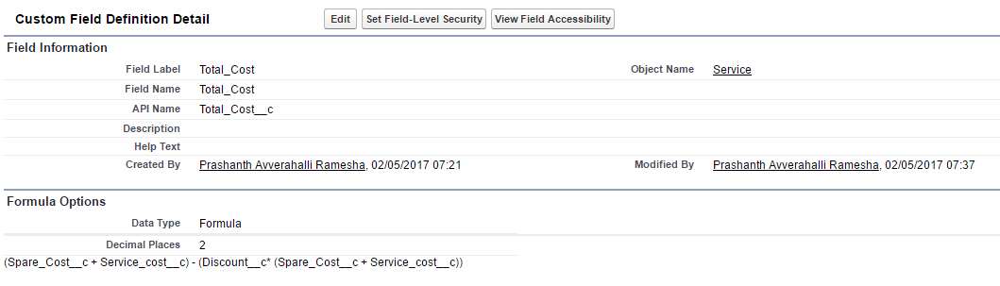 Custom Field Definition Detail Edit Set Field-Level Security View Field Accessibility
Field Information
Field Label Total_Cost Object Name Service
Field Name Total_Cost
API Name Total_Cost__c
Description
Help Text
Created By Prashanth Avverahalli Ramesha, 02/05/2017 07:21 Modified By Prashanth Avverahalli Ramesha, 02/05/2017 07:37
Formula Options
Data Type Formula
Decimal Places 2
(Spare_Cost__c + Service_cost__c) - (Discount__c* (Spare_Cost__c + Service_cost__c))